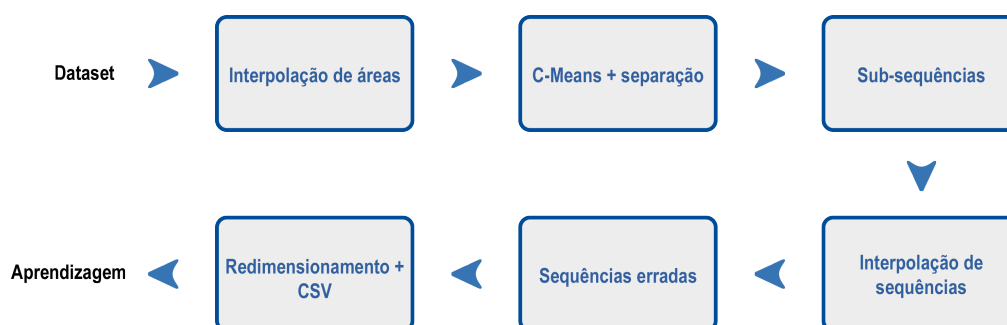 Dataset
Interpolação de áreas
C-Means + separação
Sub-sequências
Interpolação de
sequências
Sequências erradas
Redimensionamento +
CSV
Aprendizagem